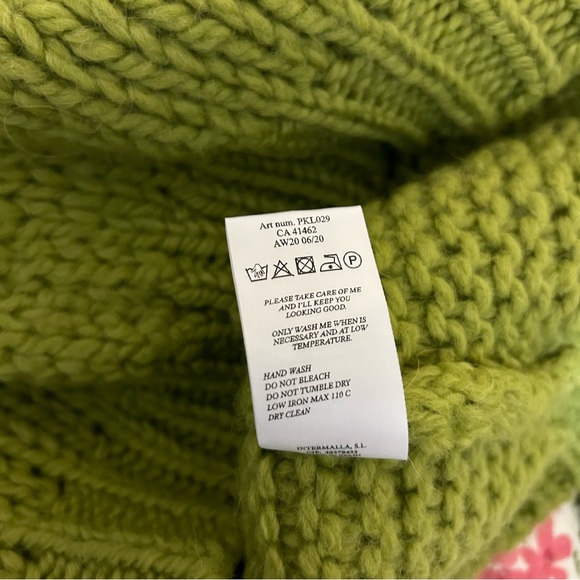 Art num. PKL029
CA 41462
AW20 06/20
P
PLEASE TAKE CARE OF ME
AND I'LL KEEP YOU
LOOKING GOOD.
ONLY WASH ME WHEN IS
NECESSARY AND AT LOW
TEMPERATURE.
HAND WASH
DO NOT BLEACH
DO NOT TUMBLE DRY
LOW IRON MAX 110 C
DRY CLEAN
INTERMALLA, S.L